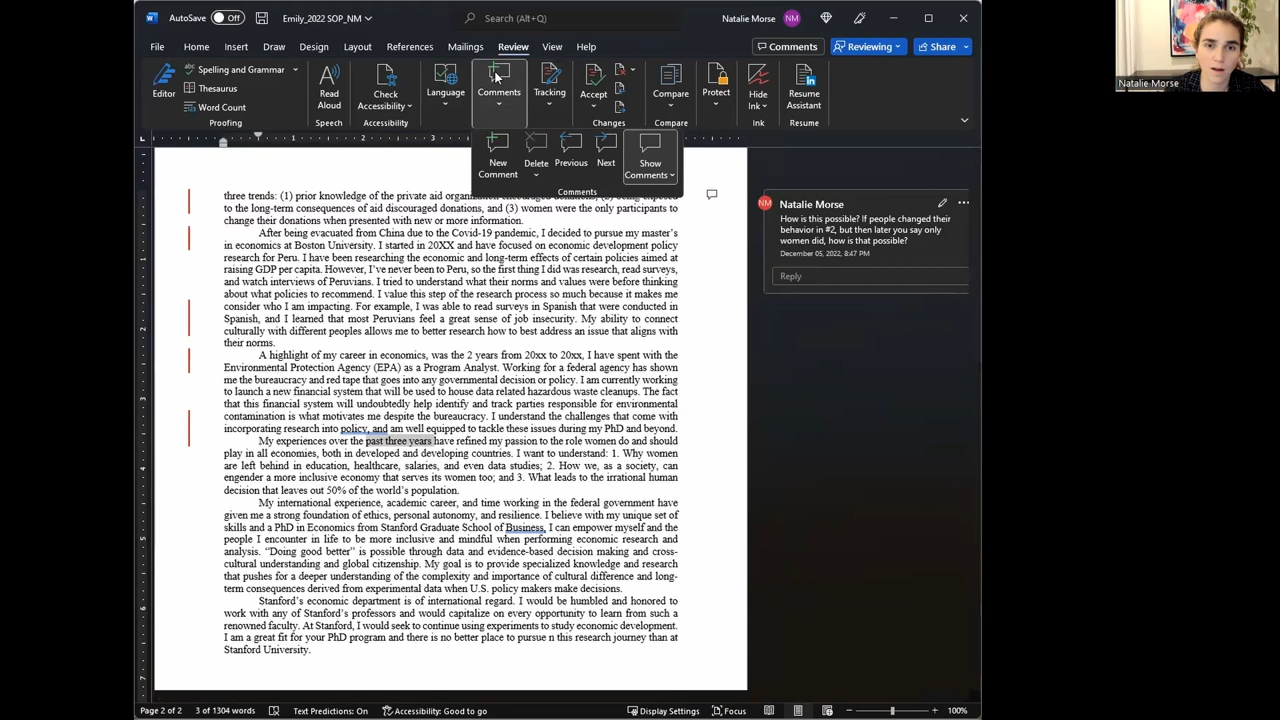 AutoSave Off Emily_2022 SOP_NM Search (Alt+Q) Natalie Morse NM
File Home Insert Draw Design Layout References Mailings Review View Help Comments Reviewing Share
Editor Spelling and Grammar Thesaurus Word Count Proofing
Read Aloud Speech
Check Accessibility Accessibility
Language
Comments
Tracking
Accept Changes
Compare Compare
Protect
Hide Ink Ink
Resume Assistant Resume
New Comment Delete Previous Next Show Comments
Comments
Natalie Morse
three trends: (1) prior knowledge of the private aid
to the long-term consequences of aid discouraged donations, and (3) women were the only participants to
change their donations when presented with new or more information.
After being evacuated from China due to the Covid-19 pandemic, I decided to pursue my master's
in economics at Boston University. I started in 20XX and have focused on economic development policy
research for Peru. I have been researching the economic and long-term effects of certain policies aimed at
raising GDP per capita. However, I've never been to Peru, so the first thing I did was research, read surveys,
and watch interviews of Peruvians. I tried to understand what their norms and values were before thinking
about what policies to recommend. I value this step of the research process so much because it makes me
consider who I am impacting. For example, I was able to read surveys in Spanish that were conducted in
Spanish, and I learned that most Peruvians feel a great sense of job insecurity. My ability to connect
culturally with different peoples allows me to better research how to best address an issue that aligns with
their norms.
A highlight of my career in economics, was the 2 years from 20xx to 20xx, I have spent with the
Environmental Protection Agency (EPA) as a Program Analyst. Working for a federal agency has shown
me the bureaucracy and red tape that goes into any governmental decision or policy. I am currently working
to launch a new financial system that will be used to house data related hazardous waste cleanups. The fact
that this financial system will undoubtedly help identify and track parties responsible for environmental
contamination is what motivates me despite the bureaucracy. I understand the challenges that come with
incorporating research into policy, and am well equipped to tackle these issues during my PhD and beyond.
My experiences over the past three years have refined my passion to the role women do and should
play in all economies, both in developed and developing countries. I want to understand: 1. Why women
are left behind in education, healthcare, salaries, and even data studies; 2. How we, as a society, can
engender a more inclusive economy that serves its women too; and 3. What leads to the irrational human
decision that leaves out 50% of the world's population.
My international experience, academic career, and time working in the federal government have
given me a strong foundation of ethics, personal autonomy, and resilience. I believe with my unique set of
skills and a PhD in Economics from Stanford Graduate School of Business, I can empower myself and the
people I encounter in life to be more inclusive and mindful when performing economic research and
analysis. "Doing good better" is possible through data and evidence-based decision making and cross-
cultural understanding and global citizenship. My goal is to provide specialized knowledge and research
that pushes for a deeper understanding of the complexity and importance of cultural difference and long-
term consequences derived from experimental data when U.S. policy makers make decisions.
Stanford's economic department is of international regard. I would be humbled and honored to
work with any of Stanford's professors and would capitalize on every opportunity to learn from such a
renowned faculty. At Stanford, I would seek to continue using experiments to study economic development.
I am a great fit for your PhD program and there is no better place to pursue n this research journey than at
Stanford University.
NM Natalie Morse
How is this possible? If people changed their
behavior in #2, but then later you say only
women did, how is that possible?
December 05, 2022, 8:47 PM
Reply
Page 2 of 2 3 of 1304 words Text Predictions: On Accessibility: Good to go Display Settings Focus 100%